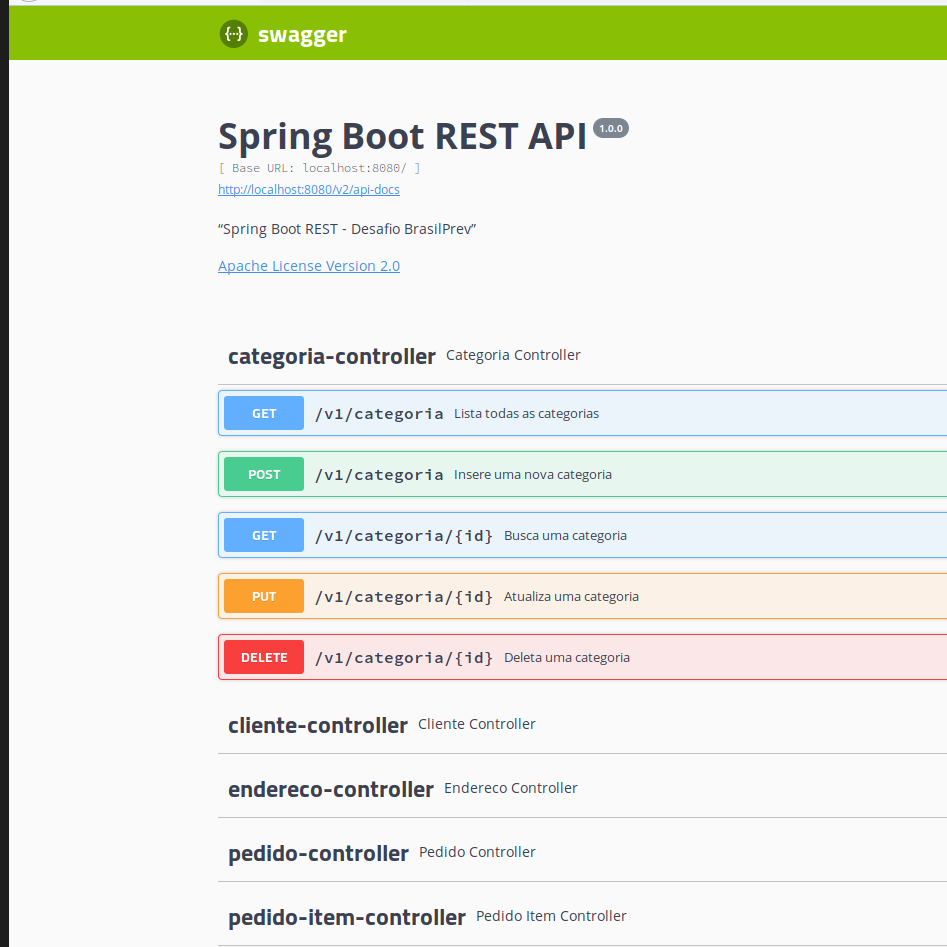 {···} swagger
Spring Boot REST API 1.0.0
[ Base URL: localhost:8080/ ]
http://localhost:8080/v2/api-docs
“Spring Boot REST - Desafio BrasilPrev”
Apache License Version 2.0
categoria-controller Categoria Controller
GET /v1/categoria Lista todas as categorias
POST /v1/categoria Insere uma nova categoria
GET /v1/categoria/{id} Busca uma categoria
PUT /v1/categoria/{id} Atualiza uma categoria
DELETE /v1/categoria/{id} Deleta uma categoria
cliente-controller Cliente Controller
endereco-controller Endereco Controller
pedido-controller Pedido Controller
pedido-item-controller Pedido Item Controller